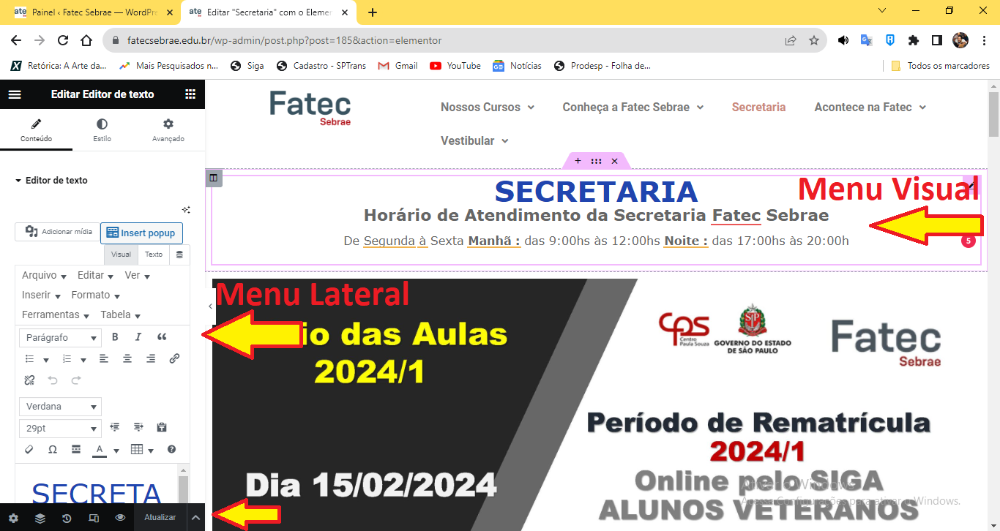 Painel ‹ Fatec Sebrae — WordPre
Editar "Secretaria" com o Elemen
fatecsebrae.edu.br/wp-admin/post.php?post=185&action=elementor
Retórica: A Arte da... Mais Pesquisados n... Siga Cadastro - SPTrans Gmail YouTube Notícias Prodesp - Folha de... Todos os marcadores
Editar Editor de texto
Conteúdo Estilo Avançado
Editor de texto
Adicionar mídia Insert popup
Visual Texto
Arquivo Editar Ver
Inserir Formato
Ferramentas Tabela
Parágrafo B I
Verdana
29pt
SECRETA
Atualizar
Fatec
Sebrae
Nossos Cursos Conheça a Fatec Sebrae Secretaria Acontece na Fatec
Vestibular
SECRETARIA
Menu Visual
Horário de Atendimento da Secretaria Fatec Sebrae
De Segunda à Sexta Manhã : das 9:00hs às 12:00hs Noite : das 17:00hs às 20:00h
5
Menu Lateral
io das Aulas
2024/1
Dia 15/02/2024
CPS
Centro
Paula Souza
GOVERNO DO ESTADO
DE SÃO PAULO
Fatec
Sebrae
Período de Rematrícula
2024/1
Online pelo SIGA
ALUNOS VETERANOS
Ativar o Windows
Acesse Configurações para ativar o Windows.